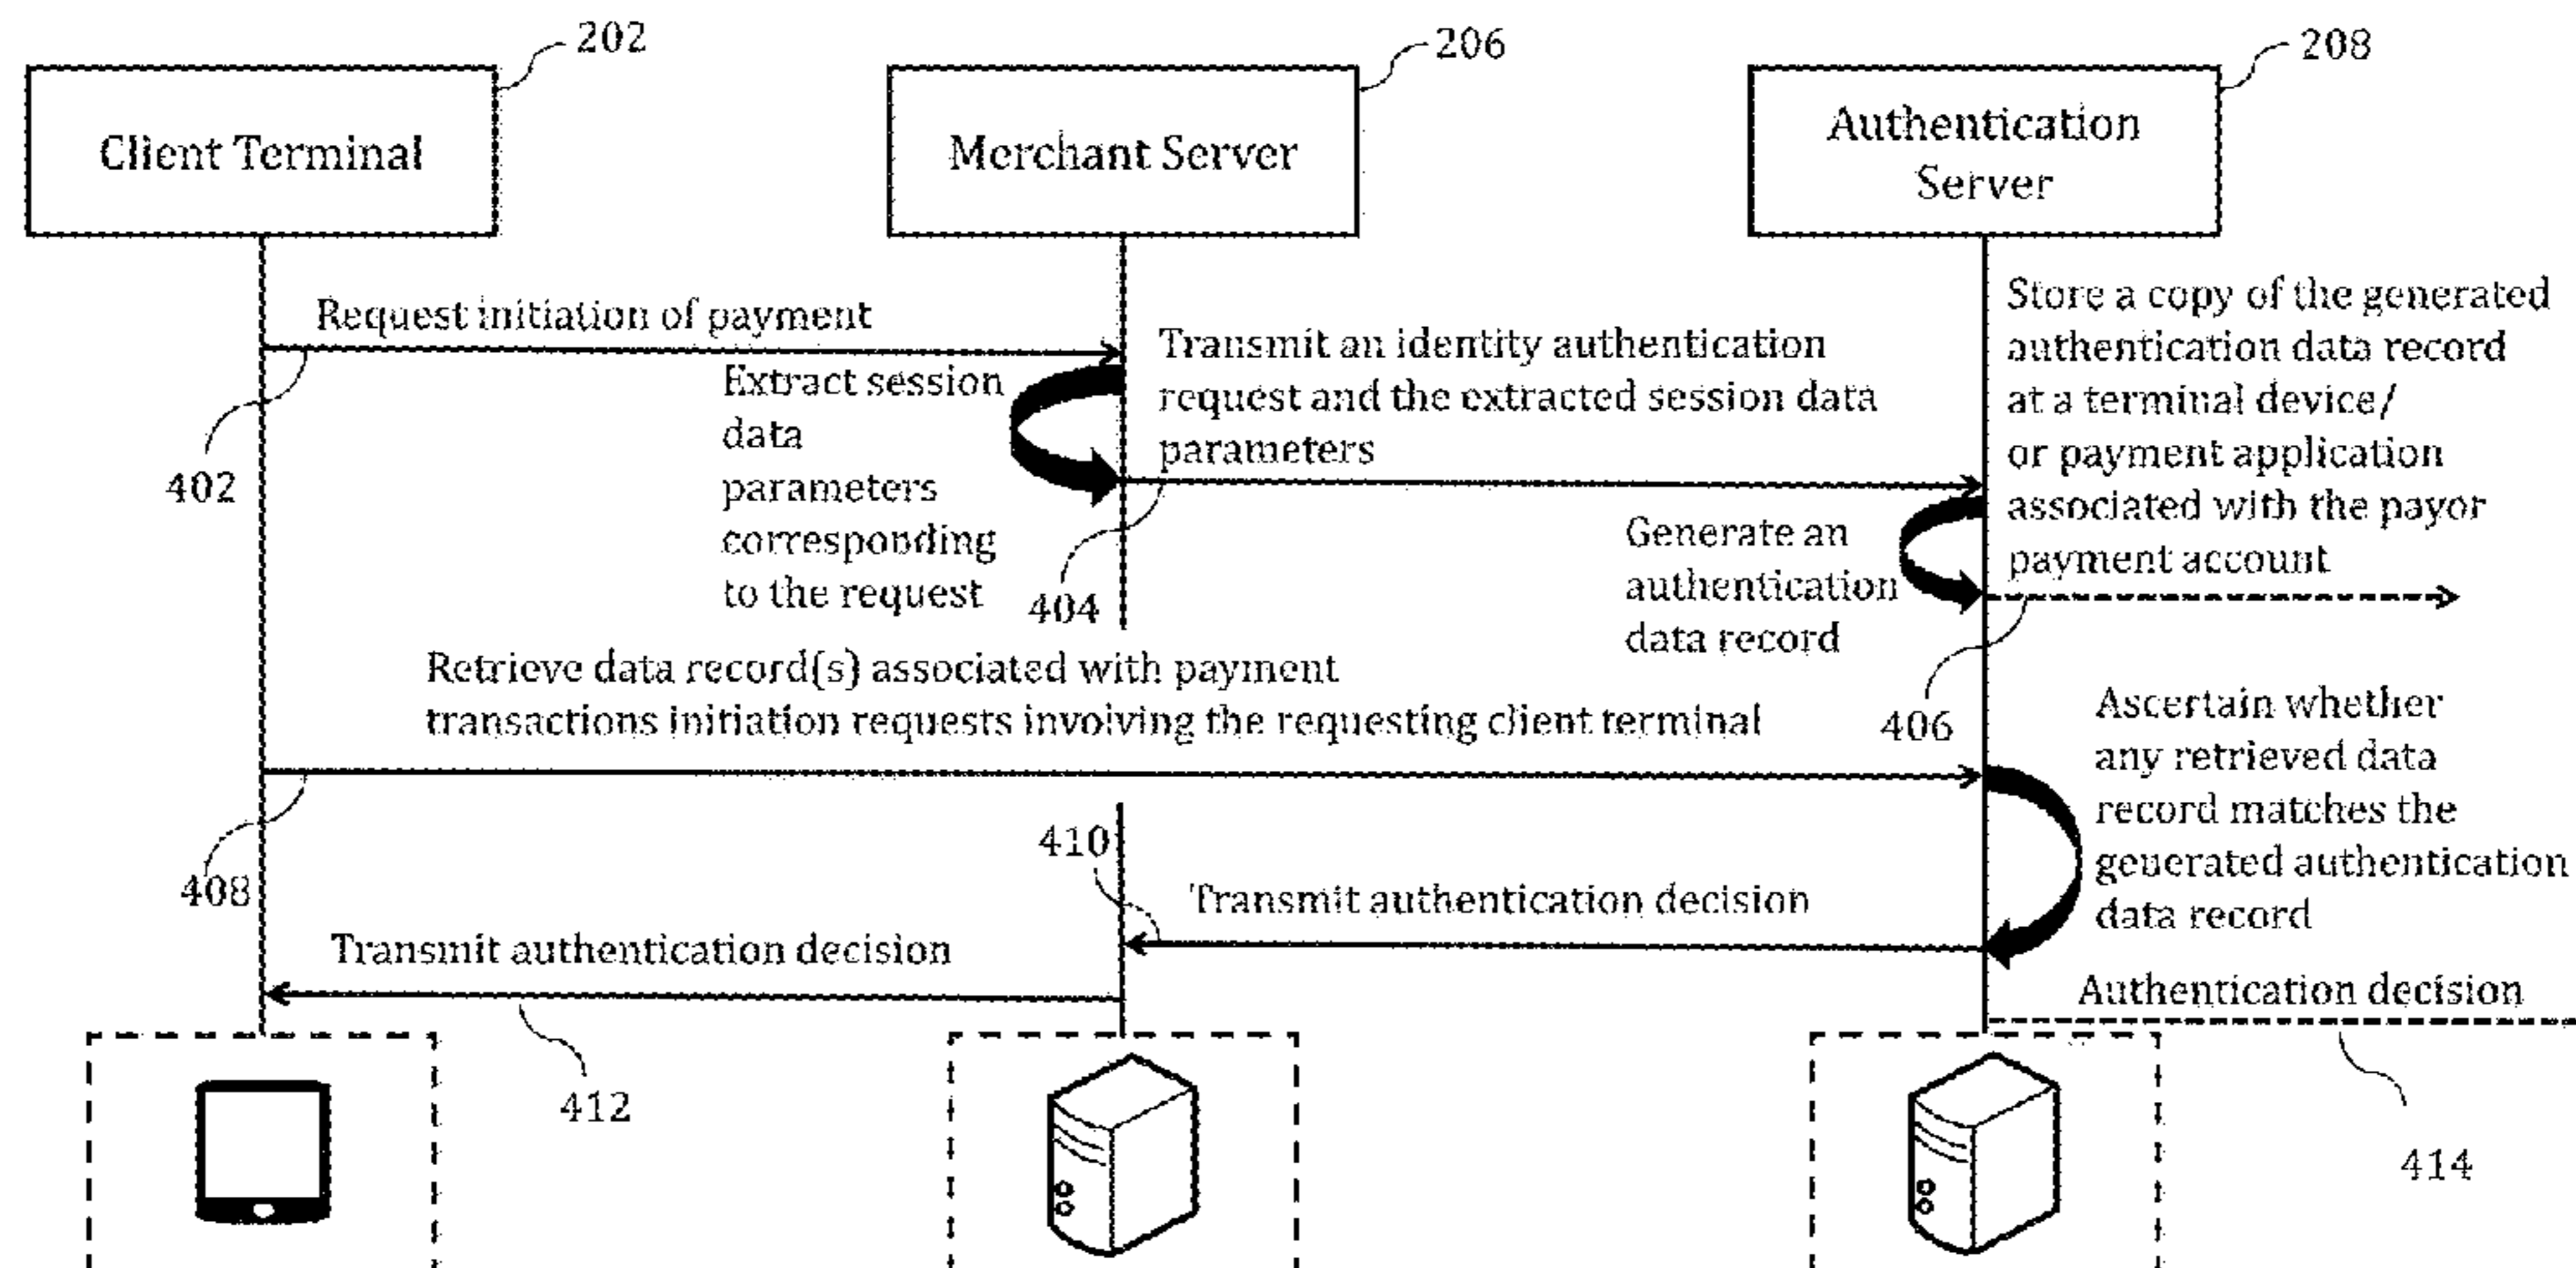 202
206
208
Client Terminal
Merchant Server
Authentication
Server
Request initiation of payment
Extract session
data
parameters
corresponding
to the request
402
Transmit an identity authentication
request and the extracted session data
parameters
404
Generate an
authentication
data record
Store a copy of the generated
authentication data record
at a terminal device/
or payment application
associated with the payor
payment account
406
Retrieve data record(s) associated with payment
transactions initiation requests involving the requesting client terminal
408
Ascertain whether
any retrieved data
record matches the
generated authentication
data record
410
Transmit authentication decision
Transmit authentication decision
412
Authentication decision
414